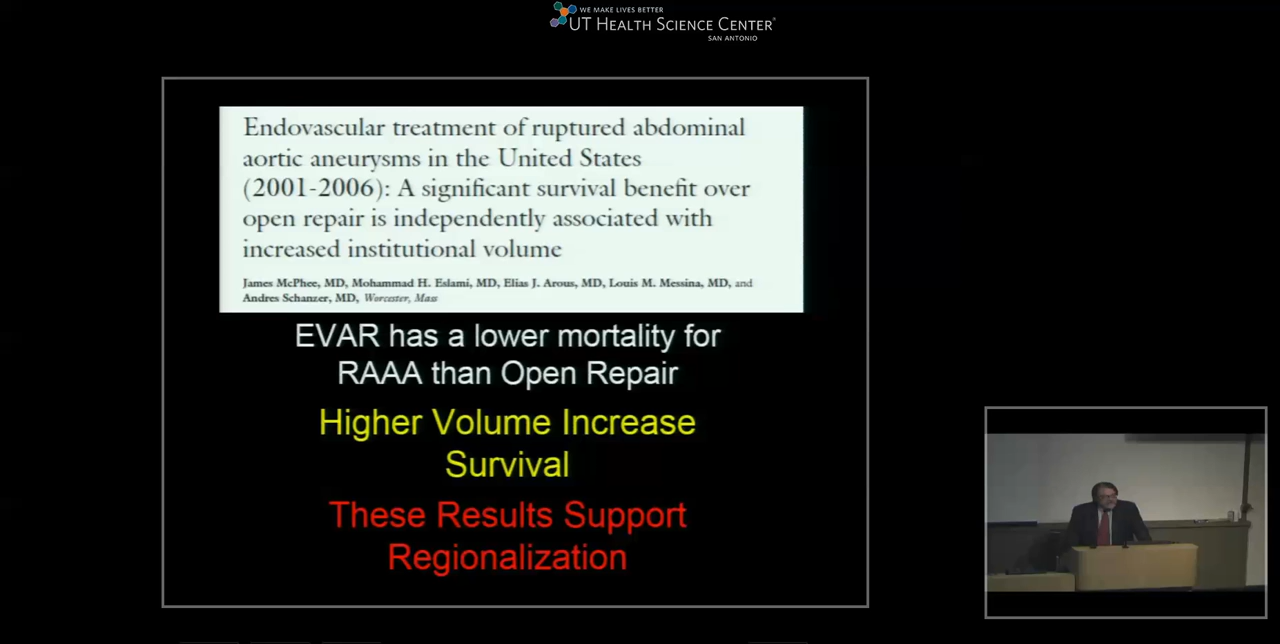 WE MAKE LIVES BETTER
UT HEALTH SCIENCE CENTER®
SAN ANTONIO
Endovascular treatment of ruptured abdominal
aortic aneurysms in the United States
(2001-2006): A significant survival benefit over
open repair is independently associated with
increased institutional volume
James McPhee, MD, Mohammad H. Eslami, MD, Elias J. Arous, MD, Louis M. Messina, MD, and
Andres Schanzer, MD, Worcester, Mass
EVAR has a lower mortality for
RAAA than Open Repair
Higher Volume Increase
Survival
These Results Support
Regionalization